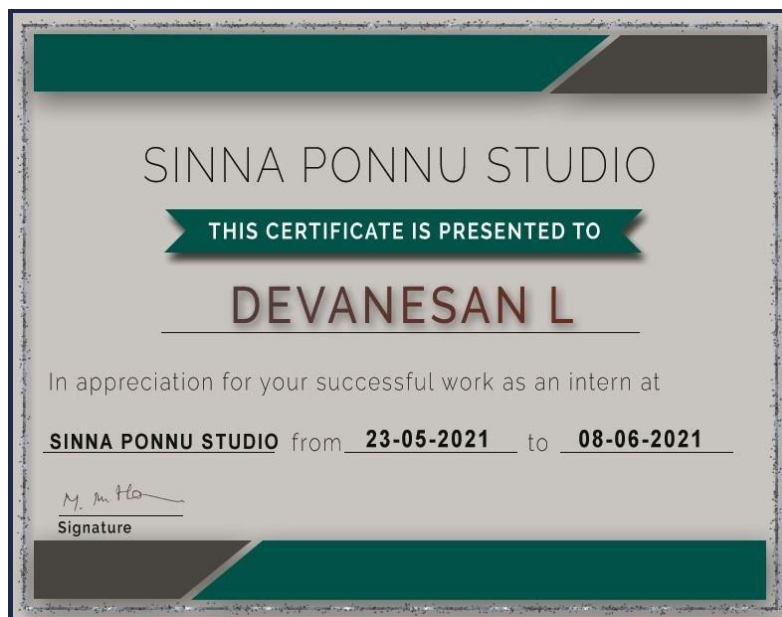 SINNA PONNU STUDIO
THIS CERTIFICATE IS PRESENTED TO
DEVANESAN L
In appreciation for your successful work as an intern at
SINNA PONNU STUDIO from 23-05-2021 to 08-06-2021
Signature